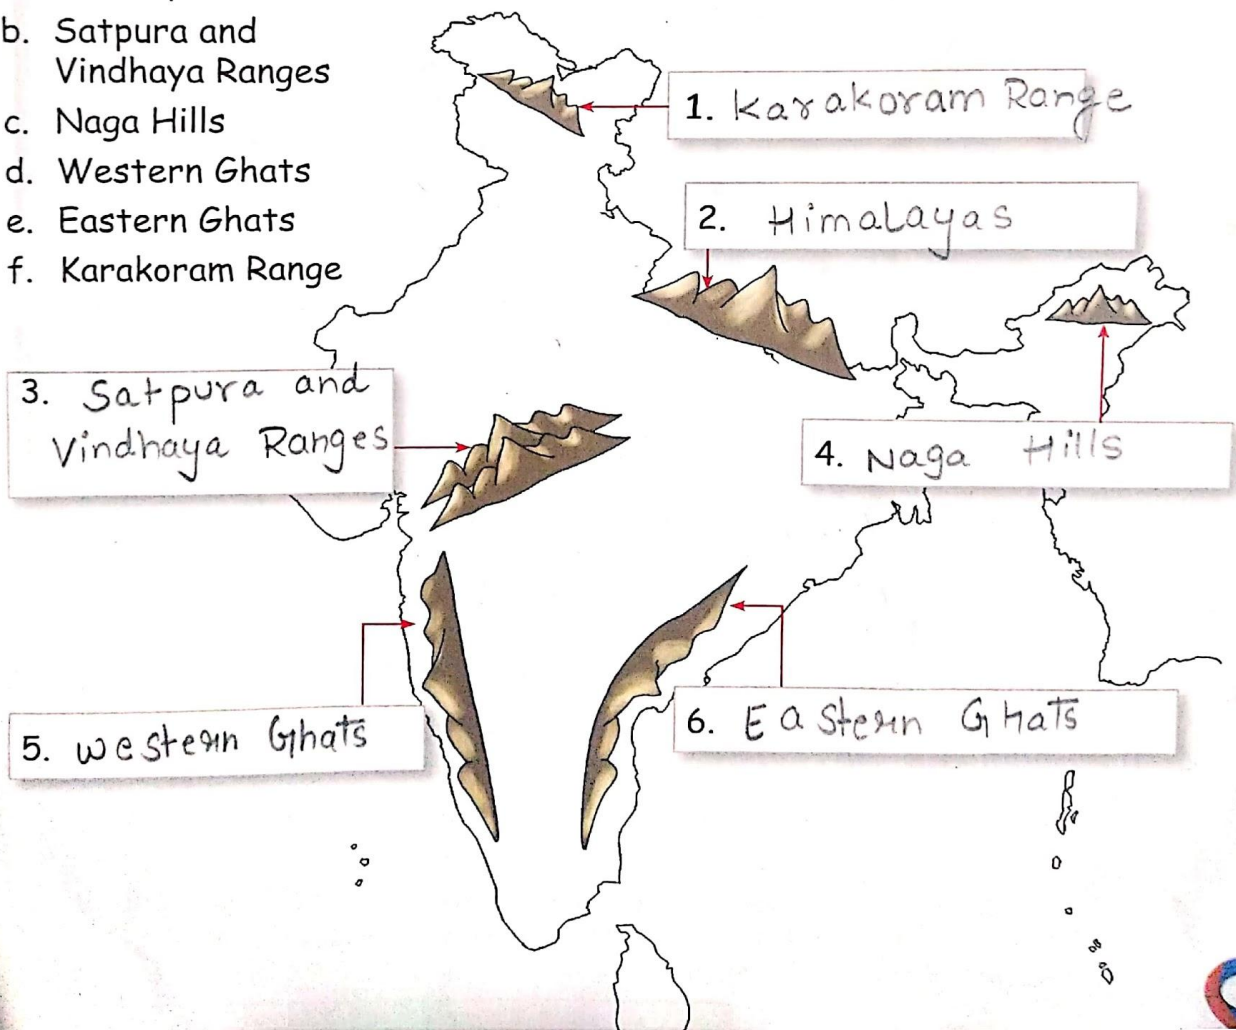 b. Satpura and
Vindhaya Ranges
c. Naga Hills
d. Western Ghats
e. Eastern Ghats
f. Karakoram Range
1. Karakoram Range
2. Himalayas
3. Satpura and
Vindhaya Ranges
4. Naga Hills
5. western Ghats
6. Eastern Ghats